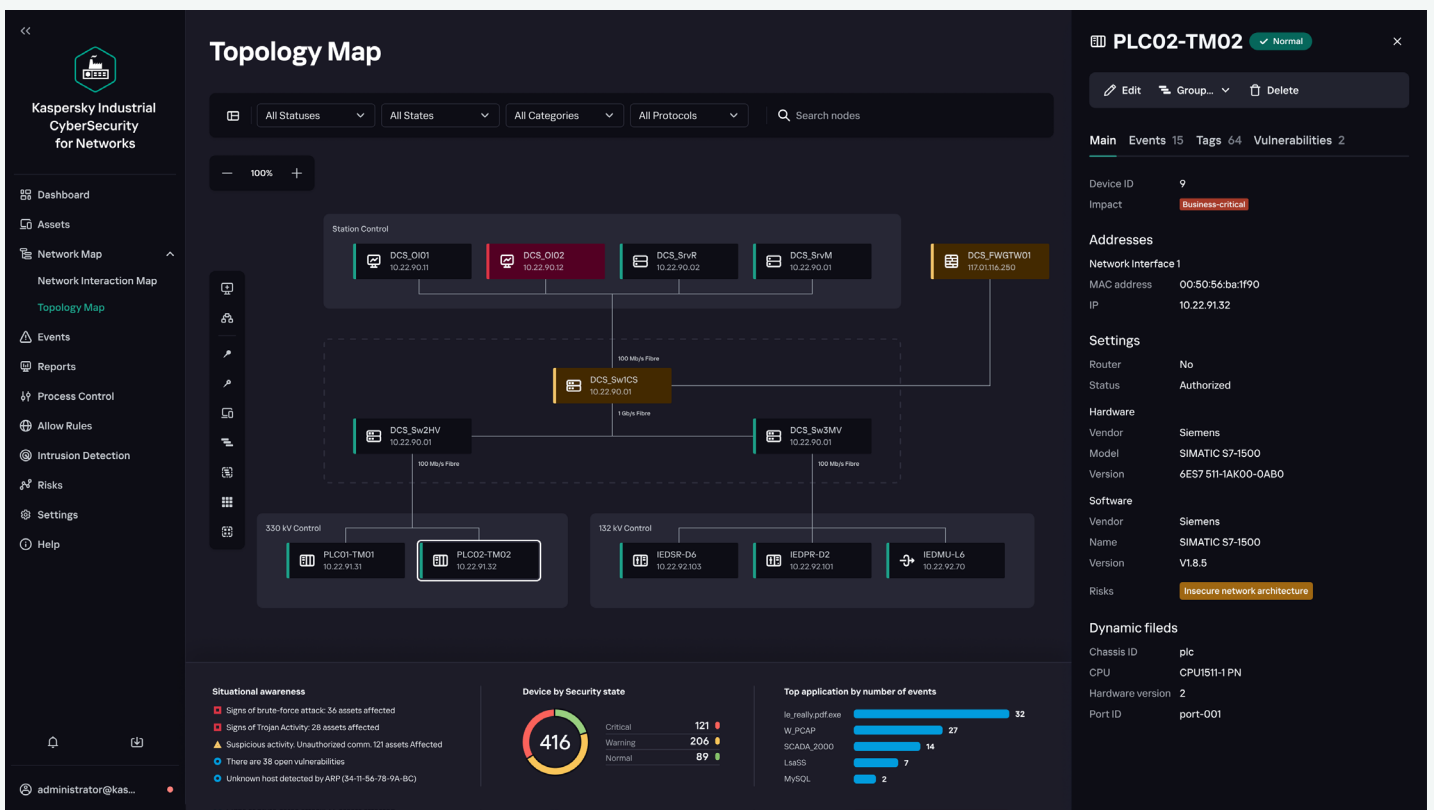 Kaspersky Industrial
CyberSecurity
for Networks
Dashboard
Assets
Network Map
Network Interaction Map
Topology Map
Events
Reports
Process Control
Allow Rules
Intrusion Detection
Risks
Settings
Help
administrator@kas...
Topology Map
All Statuses
All States
All Categories
All Protocols
Search nodes
100%
Station Control
DCS_OI01
10.22.90.11
DCS_OI02
10.22.90.12
DCS_SrvR
10.22.90.02
DCS_SrvM
10.22.90.01
DCS_FWGTW01
117.01.116.250
100 Mb/s Fibre
DCS_Sw1CS
10.22.90.01
1 Gb/s Fibre
DCS_Sw2HV
10.22.90.01
DCS_Sw3MV
10.22.90.01
100 Mb/s Fibre
100 Mb/s Fibre
330 kV Control
PLC01-TM01
10.22.91.31
PLC02-TM02
10.22.91.32
132 kV Control
IEDSR-D6
10.22.92.103
IEDPR-D2
10.22.92.101
IEDMU-L6
10.22.92.70
Situational awareness
Signs of brute-force attack: 36 assets affected
Signs of Trojan Activity: 28 assets affected
Suspicious activity. Unauthorized comm. 121 assets Affected
There are 38 open vulnerabilities
Unknown host detected by ARP (34-11-56-78-9A-BC)
Device by Security state
416
Critical 121
Warning 206
Normal 89
Top application by number of events
le_really.pdf.exe 32
W_PCAP 27
SCADA_2000 14
LsaSS 7
MySQL 2
PLC02-TM02 Normal
Edit Group... Delete
Main Events 15 Tags 64 Vulnerabilities 2
Device ID 9
Impact Business-critical
Addresses
Network Interface 1
MAC address 00:50:56:ba:1f90
IP 10.22.91.32
Settings
Router No
Status Authorized
Hardware
Vendor Siemens
Model SIMATIC S7-1500
Version 6ES7 511-1AK00-0AB0
Software
Vendor Siemens
Name SIMATIC S7-1500
Version V1.8.5
Risks Insecure network architecture
Dynamic fileds
Chassis ID plc
CPU CPU1511-1 PN
Hardware version 2
Port ID port-001